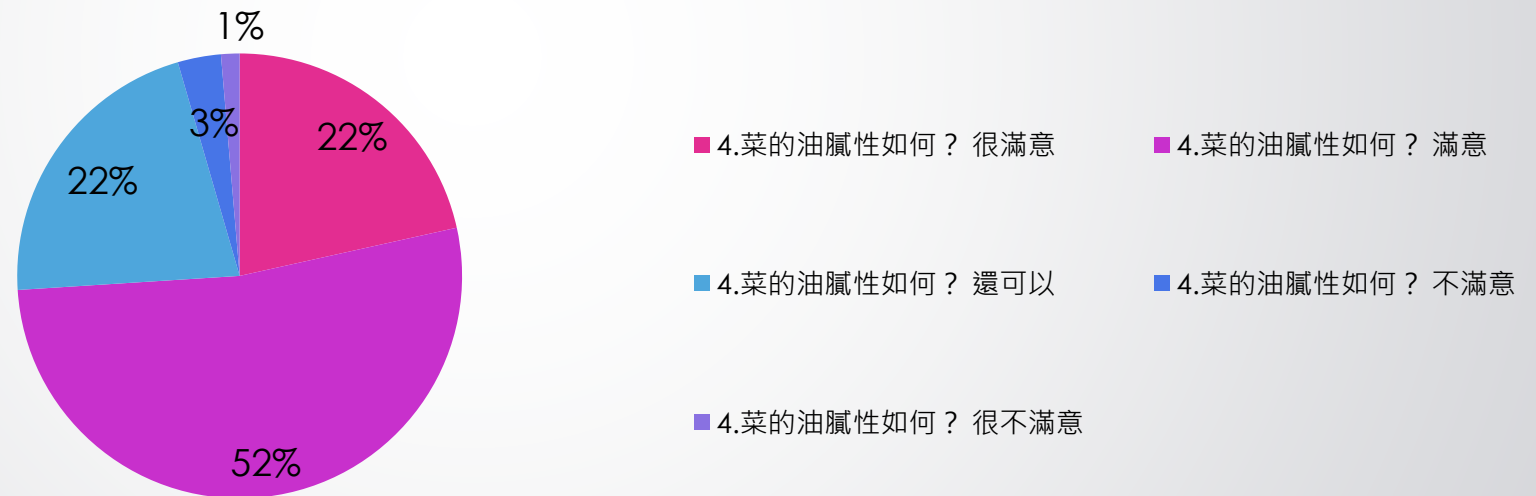 1%
3%
22%
22%
52%
4.菜的油膩性如何？ 很滿意
4.菜的油膩性如何？ 滿意
4.菜的油膩性如何？ 還可以
4.菜的油膩性如何？ 不滿意
4.菜的油膩性如何？ 很不滿意